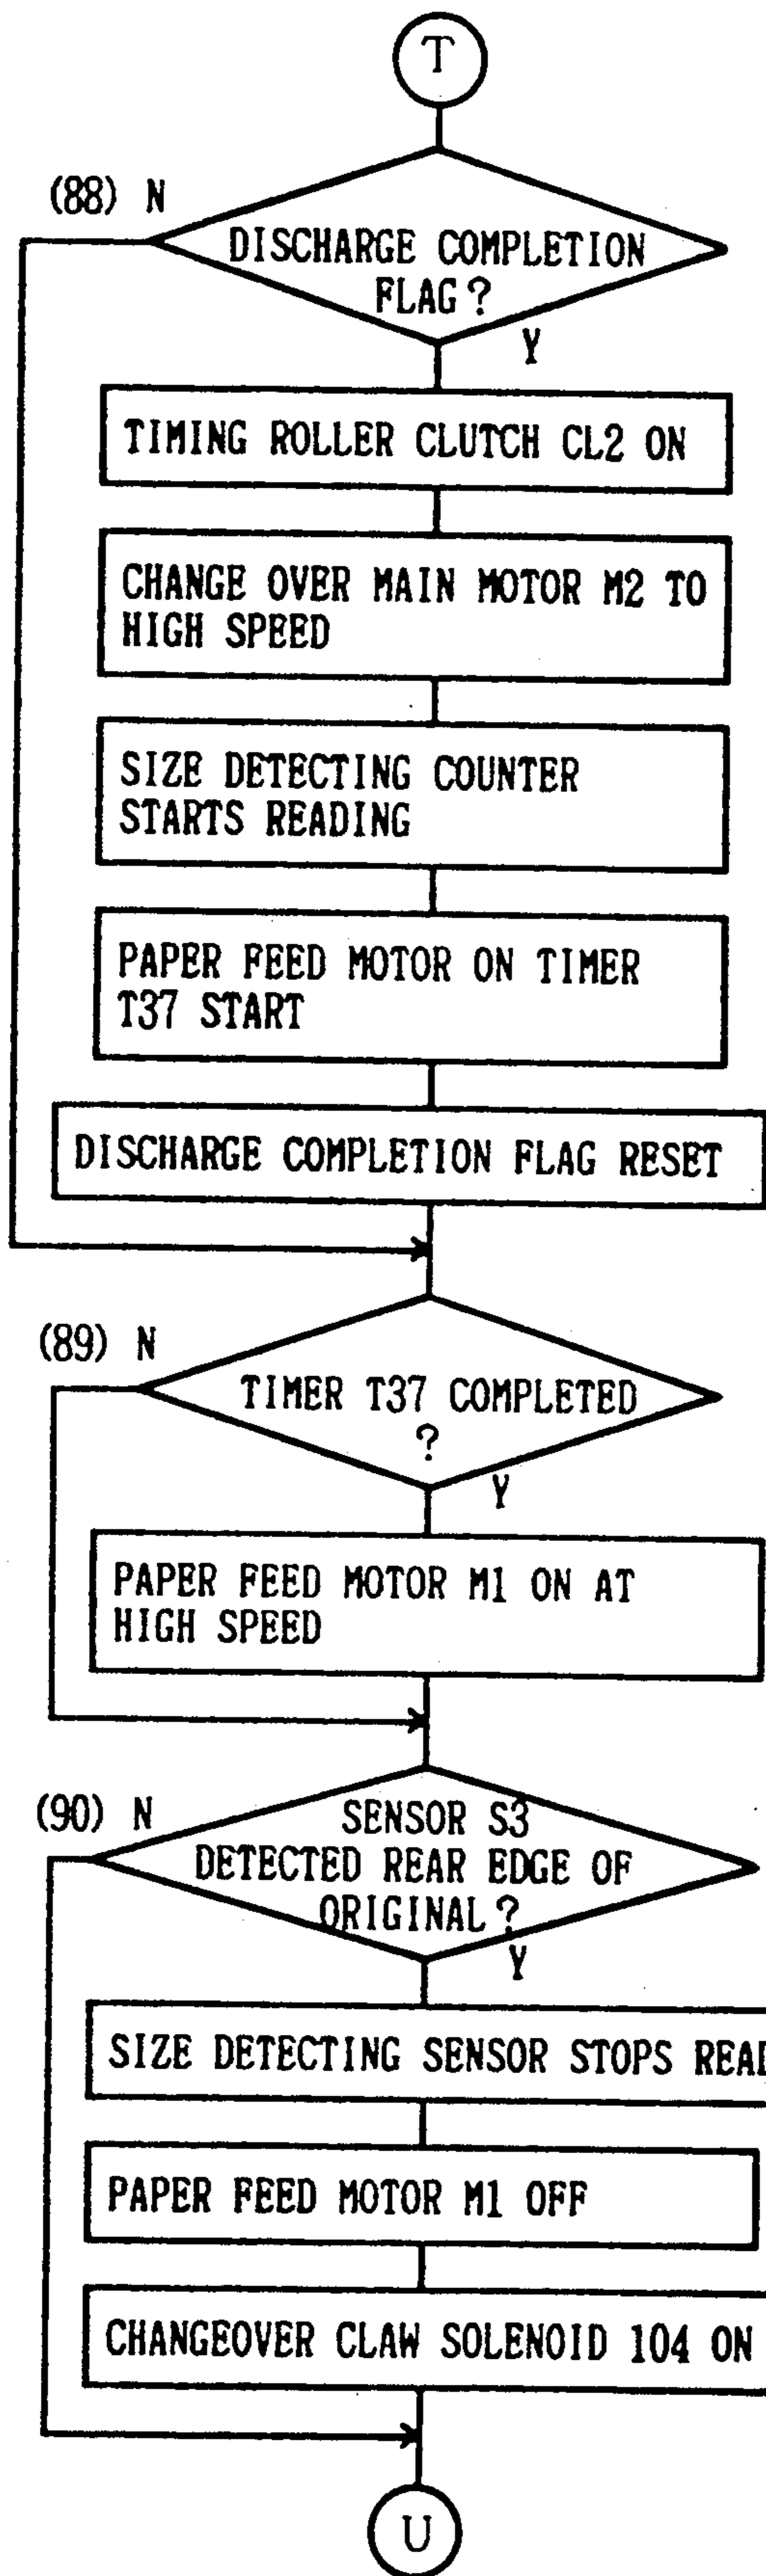 T
(88) N
DISCHARGE COMPLETION
FLAG?
Y
TIMING ROLLER CLUTCH CL2 ON
CHANGE OVER MAIN MOTOR M2 TO
HIGH SPEED
SIZE DETECTING COUNTER
STARTS READING
PAPER FEED MOTOR ON TIMER
T37 START
DISCHARGE COMPLETION FLAG RESET
(89) N
TIMER T37 COMPLETED
?
Y
PAPER FEED MOTOR M1 ON AT
HIGH SPEED
(90) N
SENSOR S3
DETECTED REAR EDGE OF
ORIGINAL?
Y
SIZE DETECTING SENSOR STOPS
PAPER FEED MOTOR M1 OFF
CHANGEOVER CLAW SOLENOID 104 ON
U